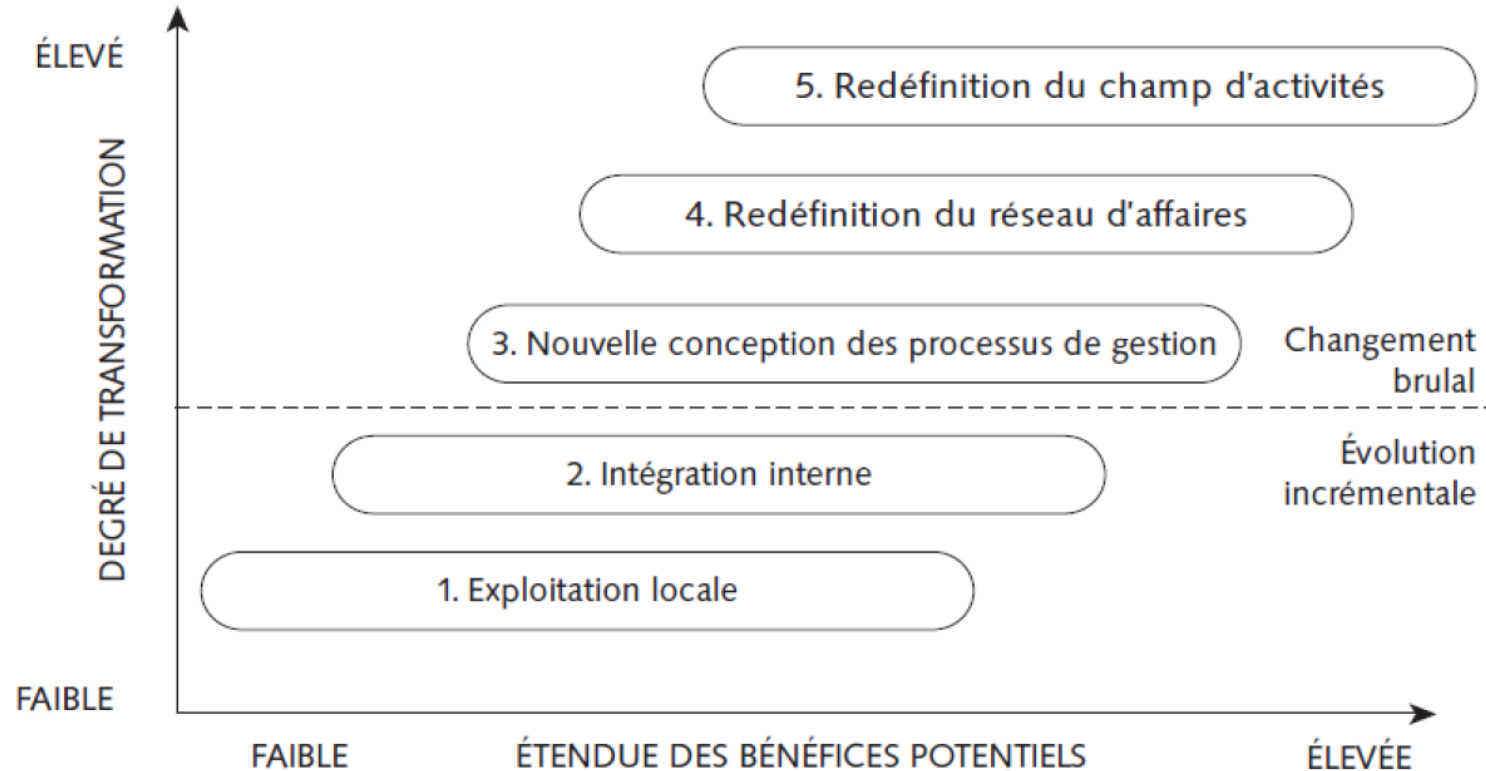 ÉLEVÉ
5. Redéfinition du champ d'activités
4. Redéfinition du réseau d'affaires
3. Nouvelle conception des processus de gestion
Changement
brulal
2. Intégration interne
Évolution
incrémentale
1. Exploitation locale
DEGRÉ DE TRANSFORMATION
FAIBLE
FAIBLE
ÉTENDUE DES BÉNÉFICES POTENTIELS
ÉLEVÉE